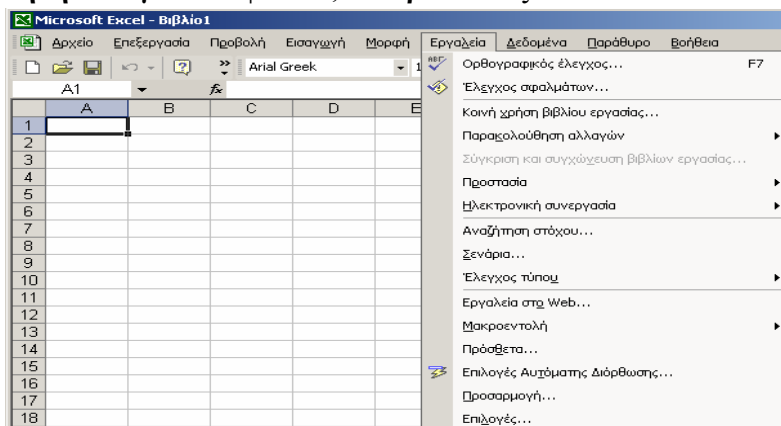 Microsoft Excel - Βιβλίο1
Αρχείο Επεξεργασία Προβολή Εισαγωγή Μορφή Εργαλεία Δεδομένα Παράθυρο Βοήθεια
Arial Greek
A1 fx
A B C D E
1
2
3
4
5
6
7
8
9
10
11
12
13
14
15
16
17
18
Ορθογραφικός έλεγχος... F7
Έλεγχος σφαλμάτων...
Κοινή χρήση βιβλίου εργασίας...
Παρακολούθηση αλλαγών
Σύγκριση και συγχώνευση βιβλίων εργασίας...
Προστασία
Ηλεκτρονική συνεργασία
Αναζήτηση στόχου...
Σενάρια...
Έλεγχος τύπου
Εργαλεία στο Web...
Μακροεντολή
Πρόσθετα...
Επιλογές Αυτόματης Διόρθωσης...
Προσαρμογή...
Επιλογές...